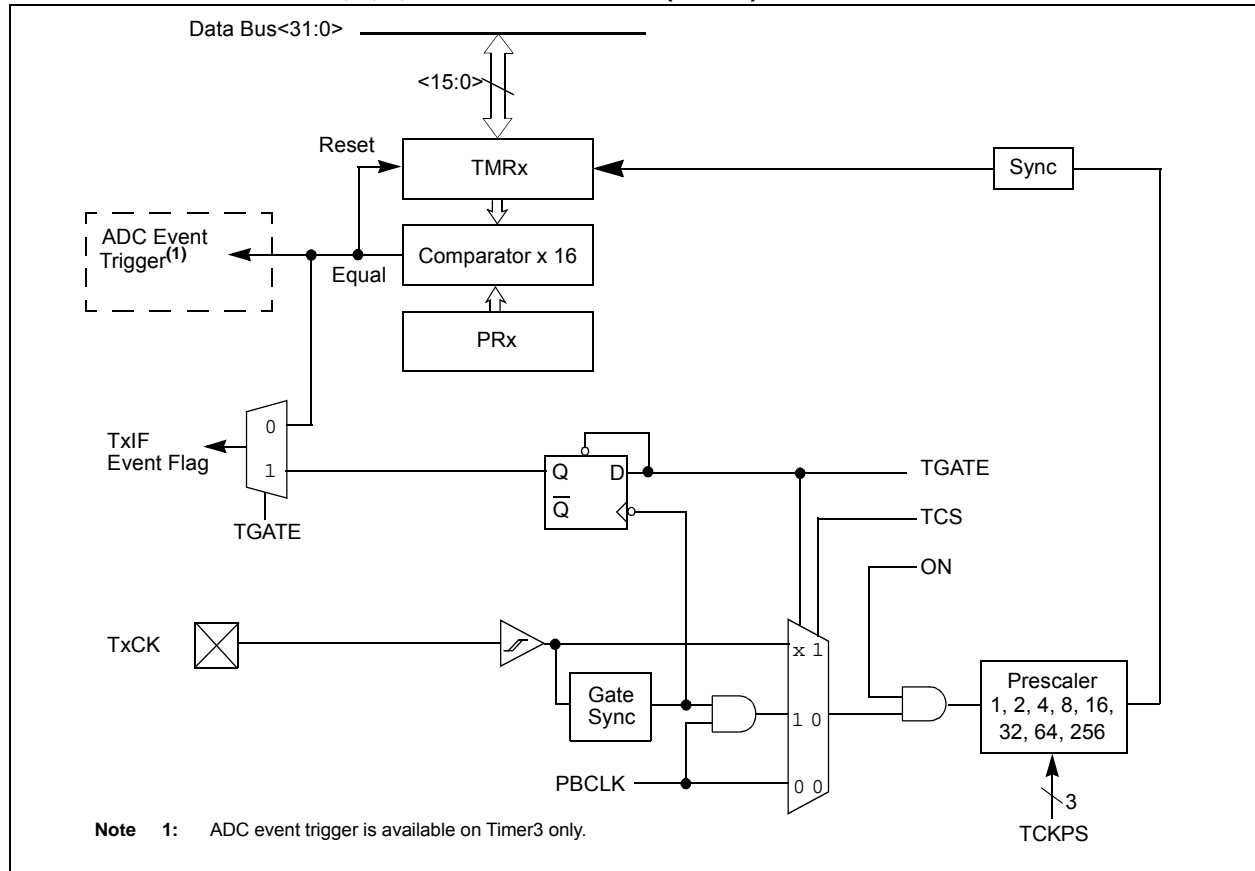 Data Bus<31:0>
<15:0>
Reset
TMRx
Sync
ADC Event
Trigger(1)
Equal
Comparator x 16
PRx
0
1
TxIF
Event Flag
TGATE
Q
D
Q
TGATE
TCS
ON
TxCK
x 1
Gate
Sync
1 0
Prescaler
1, 2, 4, 8, 16,
32, 64, 256
PBCLK
0 0
3
TCKPS
Note 1: ADC event trigger is available on Timer3 only.